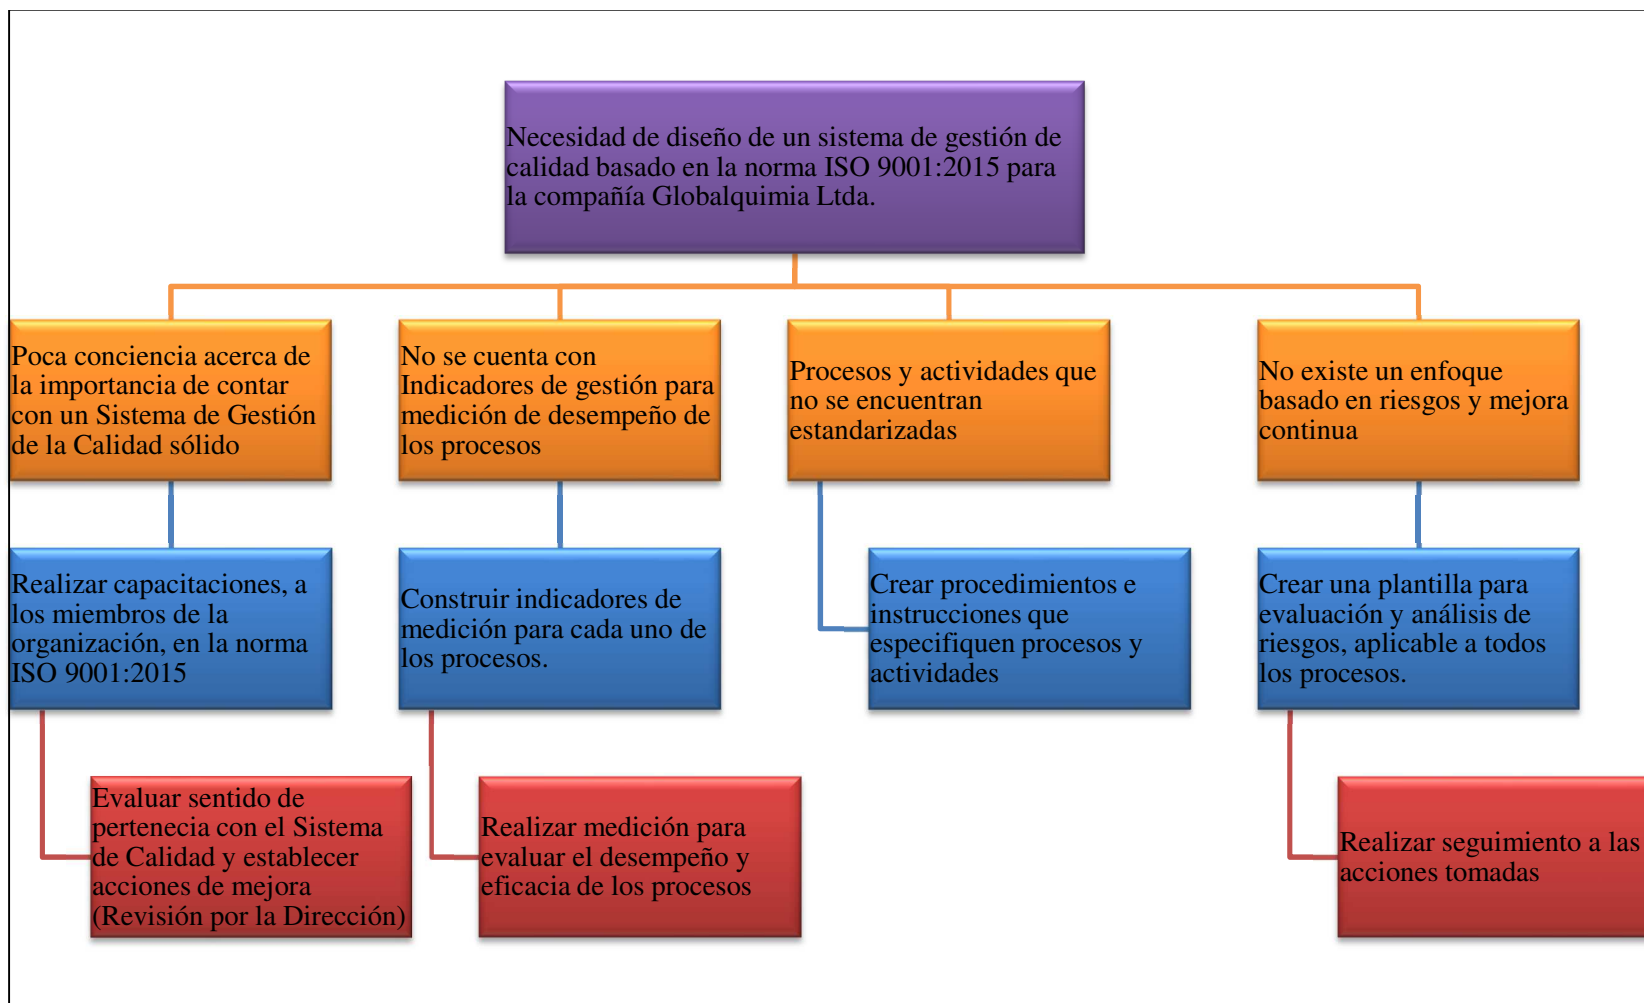 Necesidad de diseño de un sistema de gestión de
calidad basado en la norma ISO 9001:2015 para
la compañía Globalquimia Ltda.
Poca conciencia acerca de
la importancia de contar
con un Sistema de Gestión
de la Calidad sólido
No se cuenta con
Indicadores de gestión para
medición de desempeño de
los procesos
Procesos y actividades que
no se encuentran
estandarizadas
No existe un enfoque
basado en riesgos y mejora
continua
Realizar capacitaciones, a
los miembros de la
organización, en la norma
ISO 9001:2015
Construir indicadores de
medición para cada uno de
los procesos.
Crear procedimientos e
instrucciones que
especifiquen procesos y
actividades
Crear una plantilla para
evaluación y análisis de
riesgos, aplicable a todos
los procesos.
Evaluar sentido de
pertenecia con el Sistema
de Calidad y establecer
acciones de mejora
(Revisión por la Dirección)
Realizar medición para
evaluar el desempeño y
eficacia de los procesos
Realizar seguimiento a las
acciones tomadas